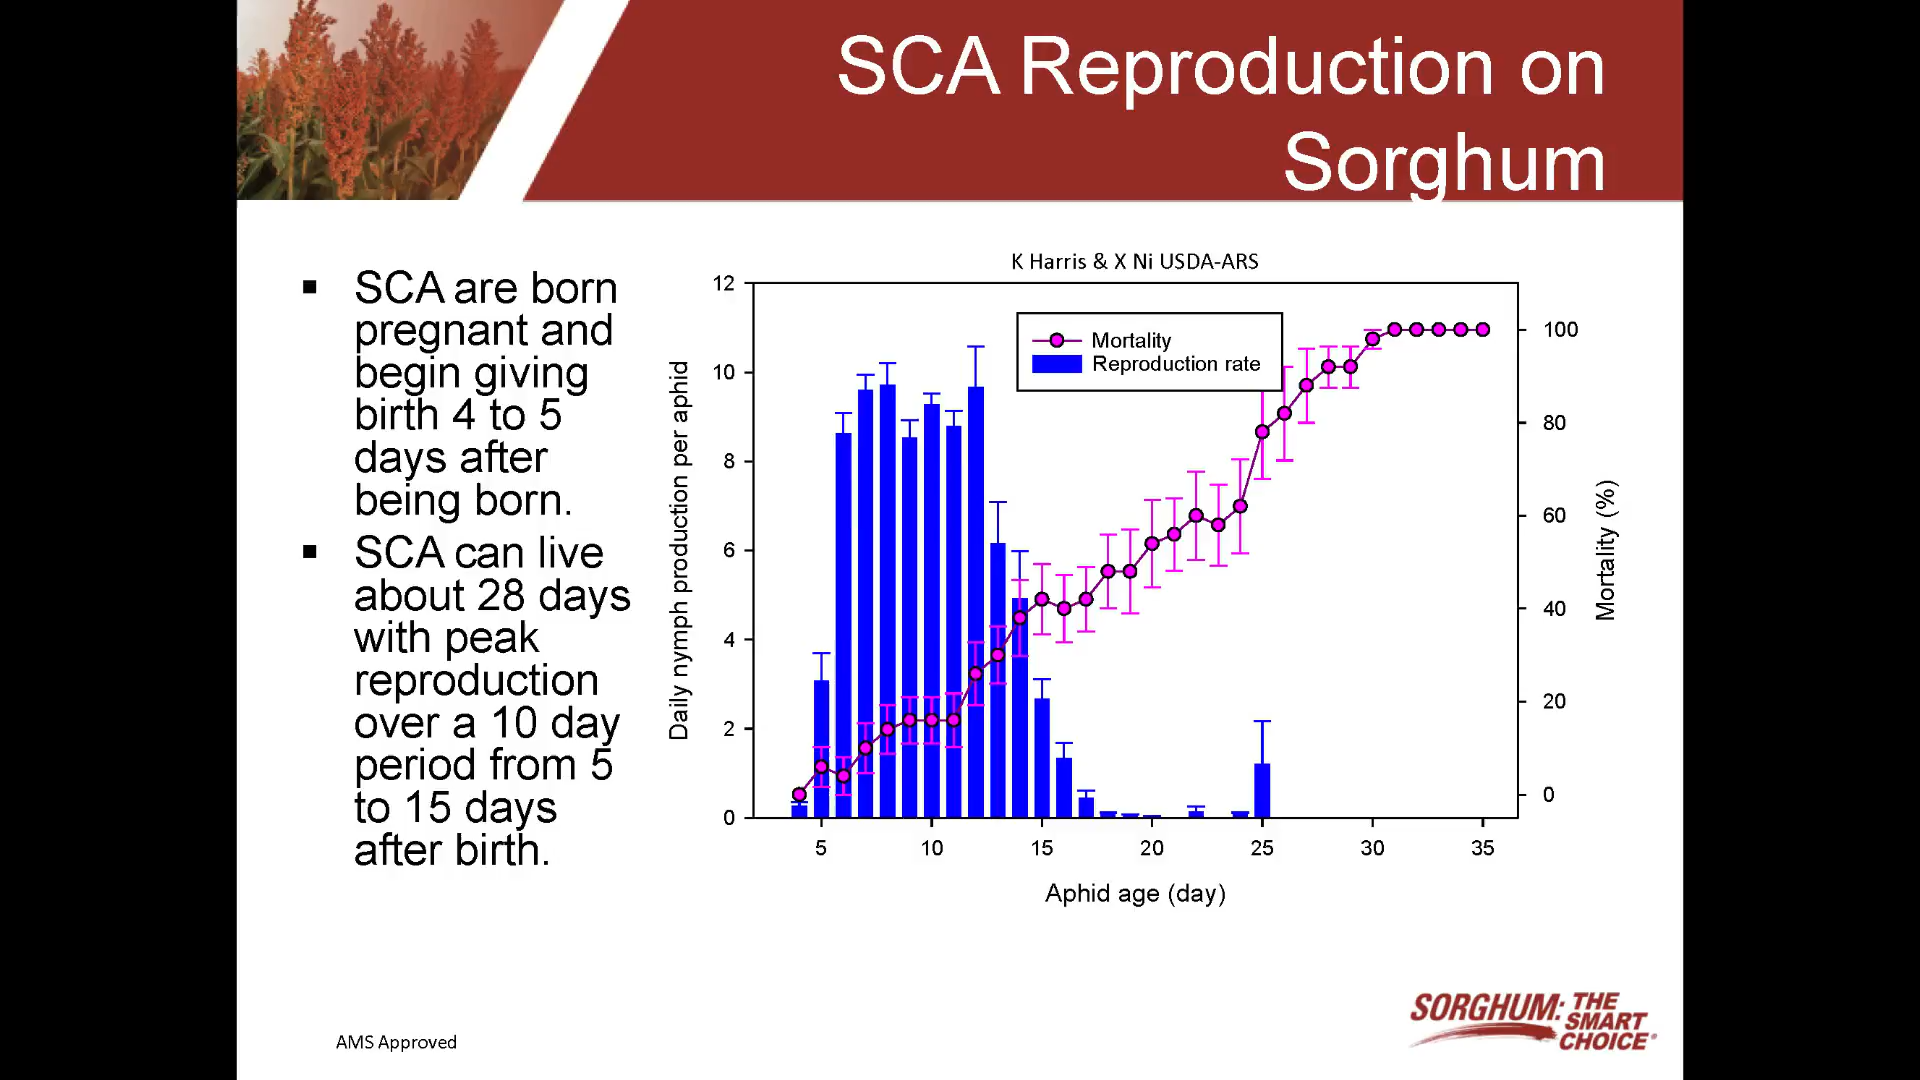 SCA Reproduction on
Sorghum
▪ SCA are born
pregnant and
begin giving
birth 4 to 5
days after
being born.
▪ SCA can live
about 28 days
with peak
reproduction
over a 10 day
period from 5
to 15 days
after birth.
K Harris & X Ni USDA-ARS
Mortality
Reproduction rate
Daily nymph production per aphid
12
10
8
6
4
2
0
100
80
60
40
20
0
Mortality (%)
5 10 15 20 25 30 35
Aphid age (day)
AMS Approved
SORGHUM: THE
SMART
CHOICE®